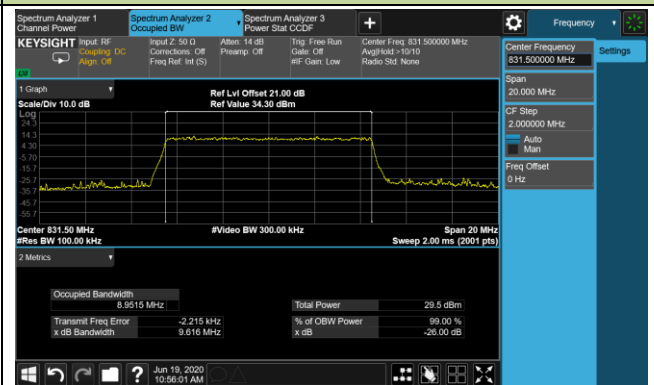 Spectrum Analyzer 1
Channel Power
Spectrum Analyzer 2
Occupied BW
Spectrum Analyzer 3
Power Stat CCDF
+
Frequency
KEYSIGHT
Input: RF
Coupling: DC
Align: Off
Input Z: 50 Ω
Corrections: Off
Freq Ref: Int (S)
Atten: 14 dB
Preamp: Off
Trig: Free Run
Gate: Off
#IF Gain: Low
Center Freq: 831.500000 MHz
Avg|Hold:>10/10
Radio Std: None
Center Frequency
831.500000 MHz
Settings
Span
20.000 MHz
CF Step
2.000000 MHz
Auto
Man
Freq Offset
0 Hz
1 Graph
Scale/Div 10.0 dB
Ref Lvl Offset 21.00 dB
Ref Value 34.30 dBm
Log
24.3
14.3
4.30
-5.70
-15.7
-25.7
-35.7
-45.7
-55.7
Center 831.50 MHz
#Res BW 100.00 kHz
#Video BW 300.00 kHz
Span 20 MHz
Sweep 2.00 ms (2001 pts)
2 Metrics
Occupied Bandwidth
8.9515 MHz
Total Power
29.5 dBm
Transmit Freq Error
-2.215 kHz
% of OBW Power
99.00 %
x dB Bandwidth
9.616 MHz
x dB
-26.00 dB
?
Jun 19, 2020
10:56:01 AM